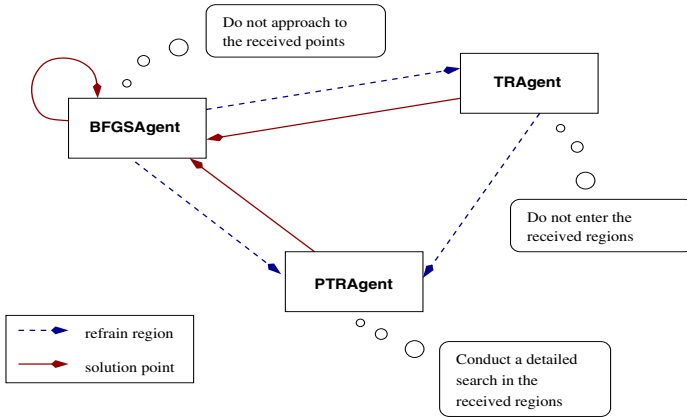 Do not approach to
the received points
TRAgent
BFGSAgent
Do not enter the
received regions
PTRAgent
refrain region
solution point
Conduct a detailed
search in the
received regions